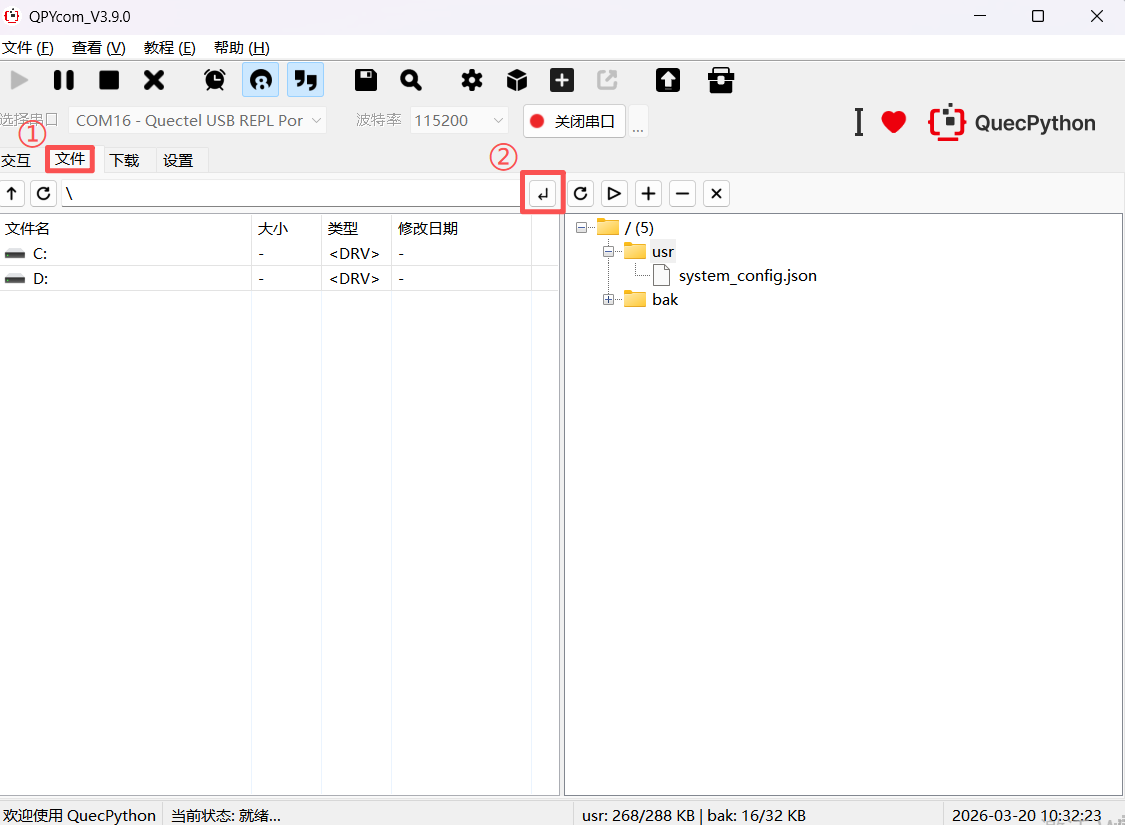 QPYcom_V3.9.0
文件 (F) 查看 (V) 教程 (E) 帮助 (H)
选择串口 COM16 - Quectel USB REPL Por 波特率 115200 关闭串口 ... I QuecPython
① ②
交互 文件 下载 设置
\
文件名 大小 类型 修改日期
C: - <DRV> -
D: - <DRV> -
/ (5)
usr
system_config.json
bak
欢迎使用 QuecPython 当前状态: 就绪... usr: 268/288 KB | bak: 16/32 KB 2026-03-20 10:32:23